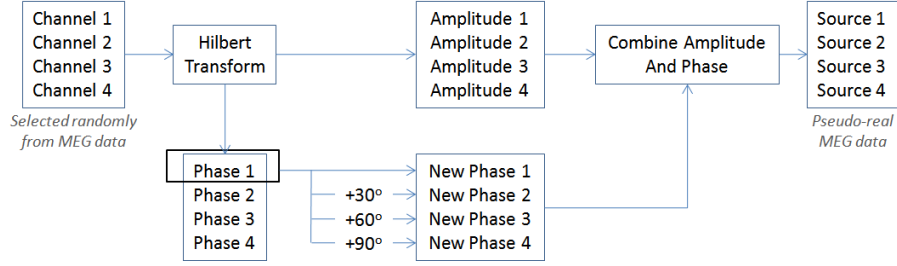 Channel 1
Channel 2
Channel 3
Channel 4
Selected randomly
from MEG data
Hilbert
Transform
Amplitude 1
Amplitude 2
Amplitude 3
Amplitude 4
Combine Amplitude
And Phase
Source 1
Source 2
Source 3
Source 4
Pseudo-real
MEG data
Phase 1
Phase 2
Phase 3
Phase 4
+30°
+60°
+90°
New Phase 1
New Phase 2
New Phase 3
New Phase 4